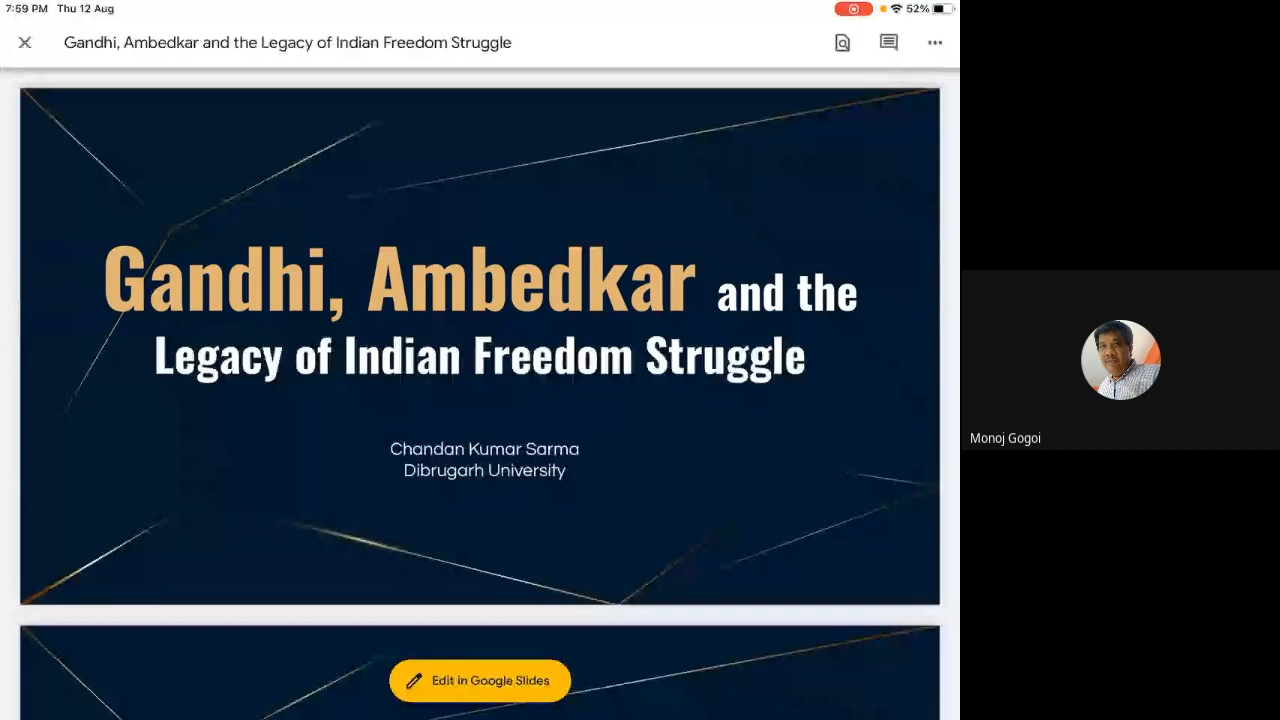 7:59 PM Thu 12 Aug
52%
Gandhi, Ambedkar and the Legacy of Indian Freedom Struggle
Gandhi, Ambedkar and the
Legacy of Indian Freedom Struggle
Chandan Kumar Sarma
Dibrugarh University
Monoj Gogoi
Edit in Google Slides